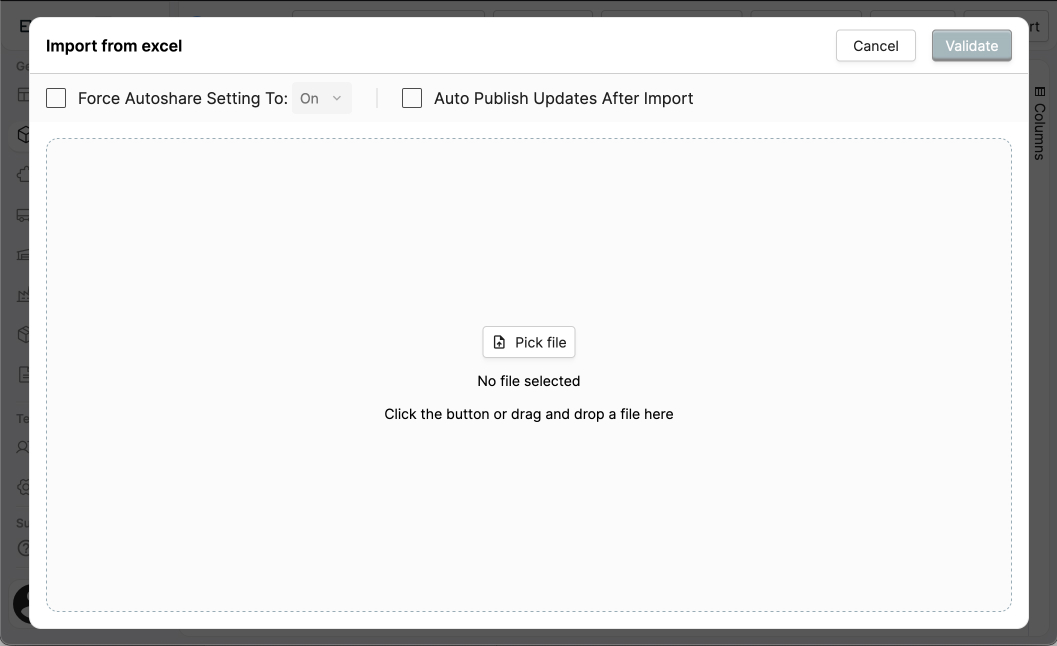 Import from excel
Cancel
Validate
Force Autoshare Setting To:
On
Auto Publish Updates After Import
Columns
Pick file
No file selected
Click the button or drag and drop a file here